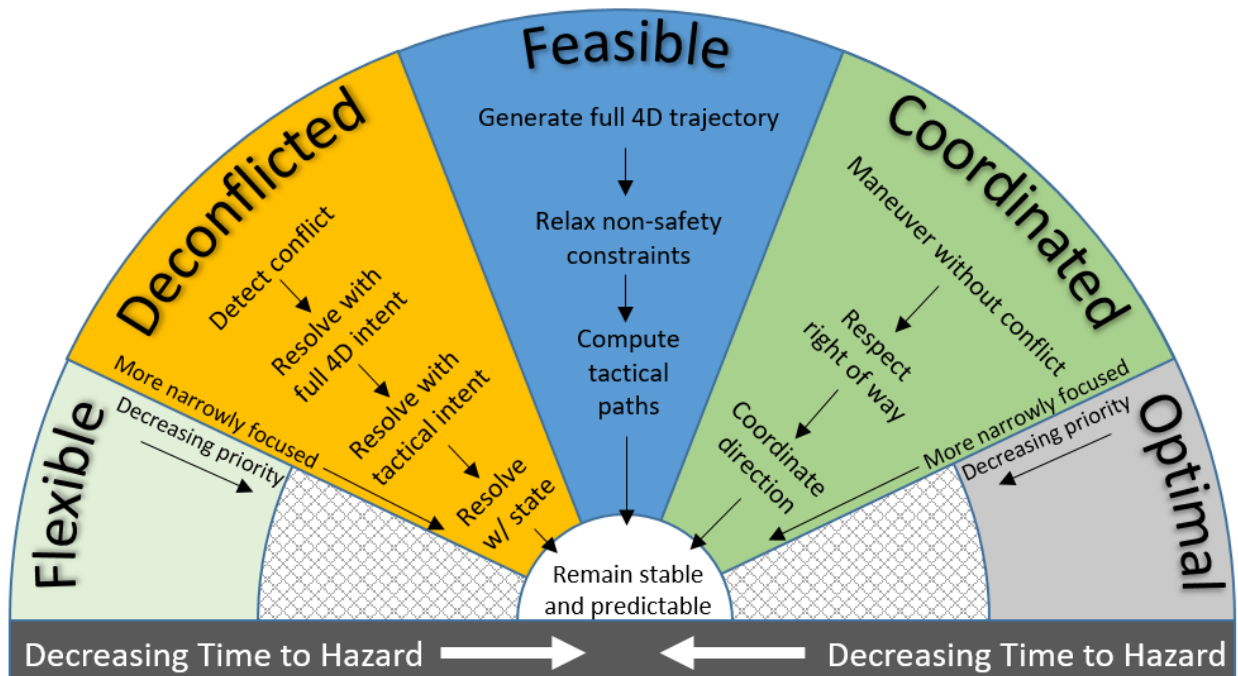 Feasible
Generate full 4D trajectory
Relax non-safety
constraints
Compute
tactical
paths
Deconflicted
Detect conflict
Resolve with
full 4D intent
Resolve with
tactical intent
Resolve
w/ state
More narrowly focused
Coordinated
Maneuver without conflict
Respect
right of way
Coordinate
direction
More narrowly focused
Flexible
Decreasing priority
Optimal
Decreasing priority
Remain stable
and predictable
Decreasing Time to Hazard
Decreasing Time to Hazard